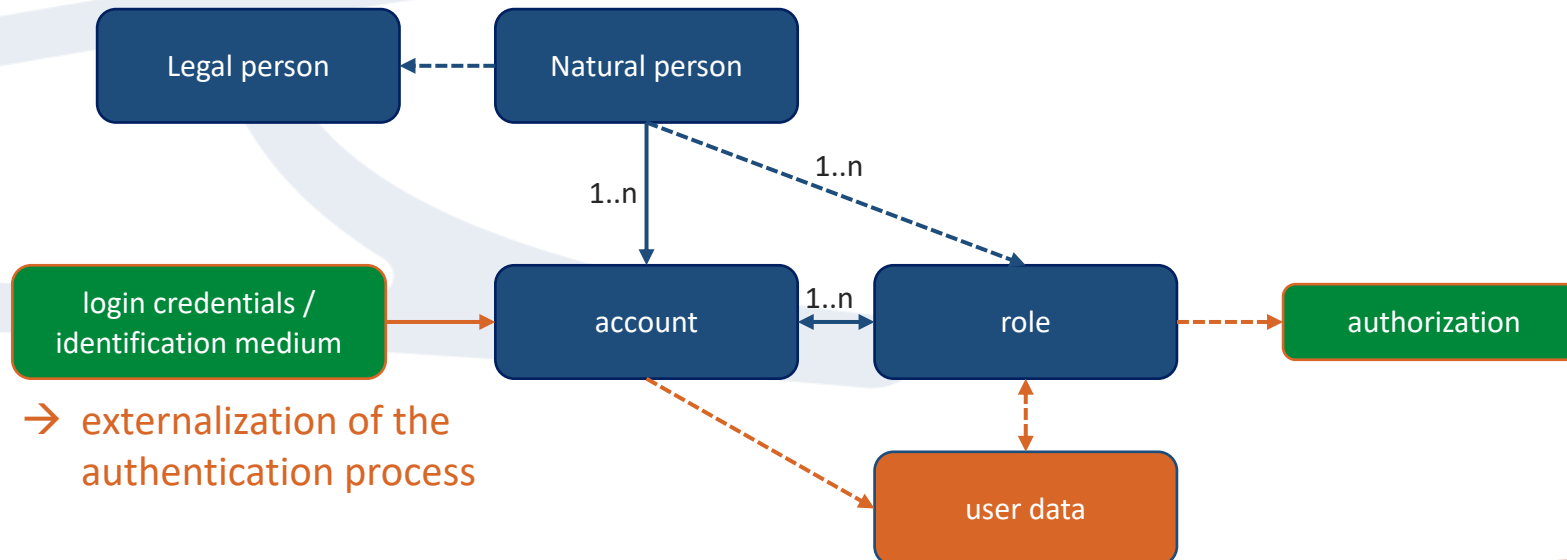 Legal person
Natural person
1..n
1..n
login credentials /
identification medium
account
1..n
role
authorization
→ externalization of the
authentication process
user data